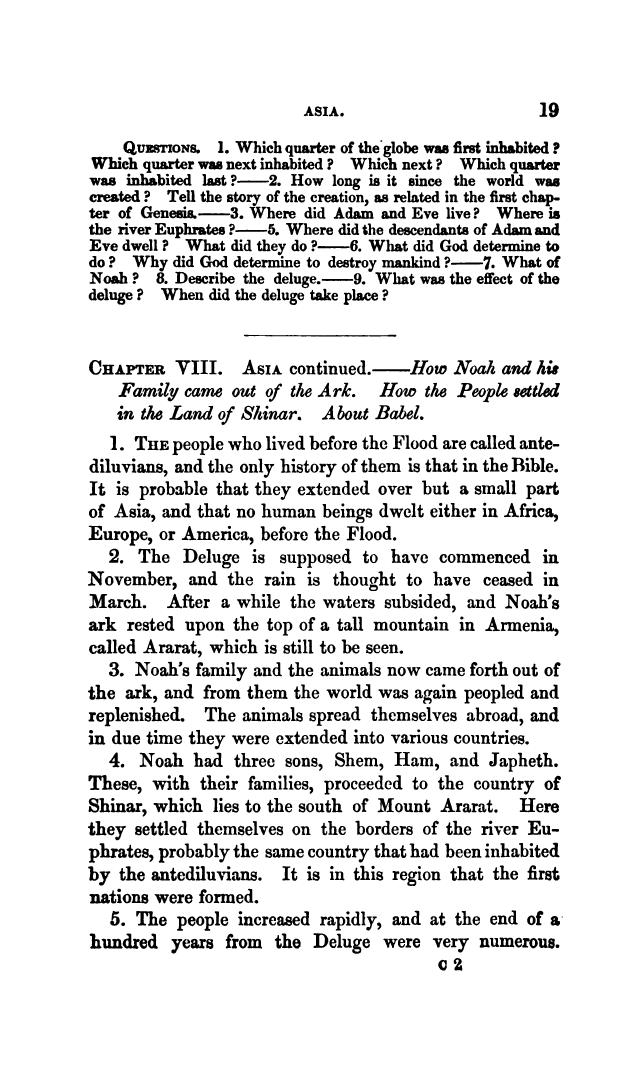 ASIA. 19
QUESTIONS. 1. Which quarter of the globe was first inhabited?
Which quarter was next inhabited? Which next? Which quarter
was inhabited last?——2. How long is it since the world was
created? Tell the story of the creation, as related in the first chap-
ter of Genesis.——3. Where did Adam and Eve live? Where is
the river Euphrates?——5. Where did the descendants of Adam and
Eve dwell? What did they do?——6. What did God determine to
do? Why did God determine to destroy mankind?——7. What of
Noah? 8. Describe the deluge.——9. What was the effect of the
deluge? When did the deluge take place?
CHAPTER VIII. ASIA continued.——How Noah and his
Family came out of the Ark. How the People settled
in the Land of Shinar. About Babel.
1. THE people who lived before the Flood are called ante-
diluvians, and the only history of them is that in the Bible.
It is probable that they extended over but a small part
of Asia, and that no human beings dwelt either in Africa,
Europe, or America, before the Flood.
2. The Deluge is supposed to have commenced in
November, and the rain is thought to have ceased in
March. After a while the waters subsided, and Noah's
ark rested upon the top of a tall mountain in Armenia,
called Ararat, which is still to be seen.
3. Noah's family and the animals now came forth out of
the ark, and from them the world was again peopled and
replenished. The animals spread themselves abroad, and
in due time they were extended into various countries.
4. Noah had three sons, Shem, Ham, and Japheth.
These, with their families, proceeded to the country of
Shinar, which lies to the south of Mount Ararat. Here
they settled themselves on the borders of the river Eu-
phrates, probably the same country that had been inhabited
by the antediluvians. It is in this region that the first
nations were formed.
5. The people increased rapidly, and at the end of a
hundred years from the Deluge were very numerous.
C 2